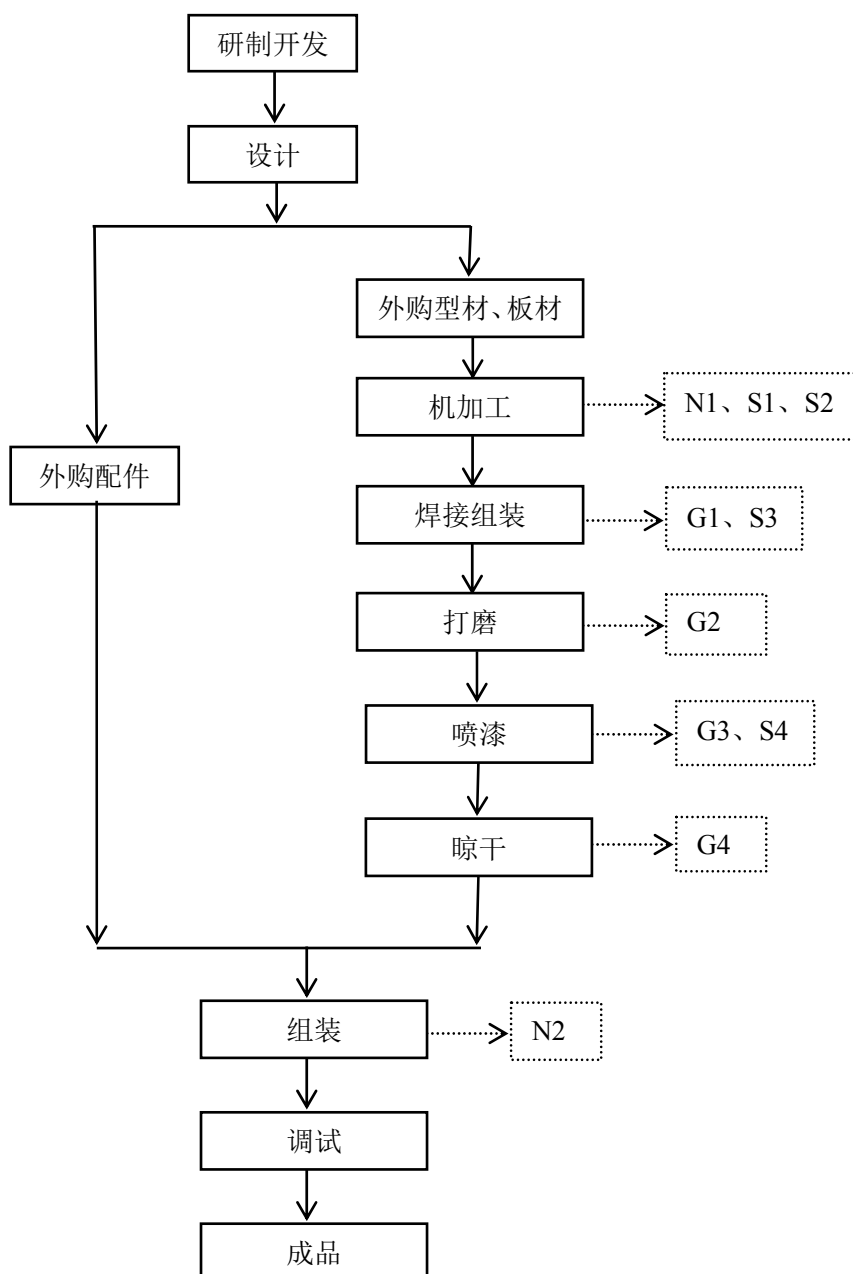 研制开发
设计
外购型材、板材
机加工
N1、S1、S2
外购配件
焊接组装
G1、S3
打磨
G2
喷漆
G3、S4
晾干
G4
组装
N2
调试
成品